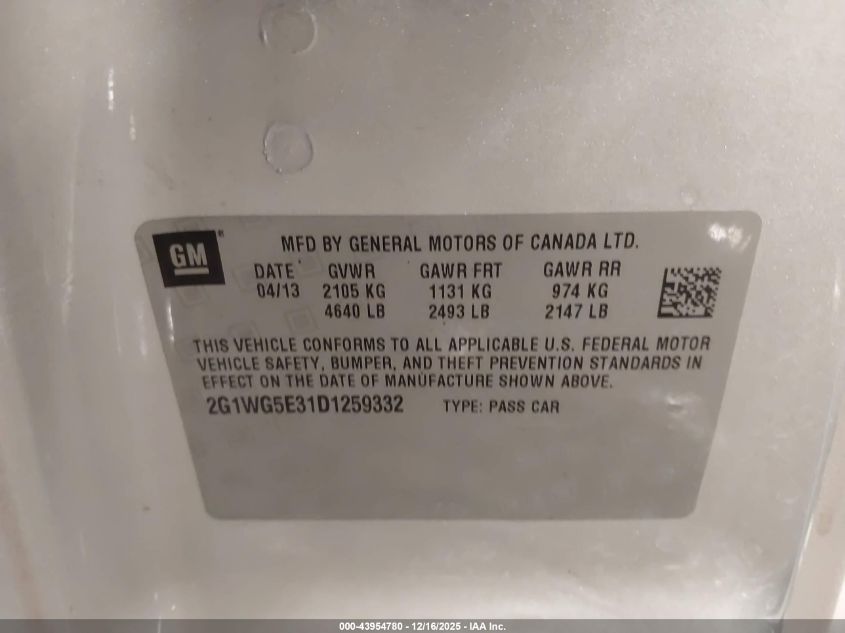 GM
MFD BY GENERAL MOTORS OF CANADA LTD.
DATE GVWR GAWR FRT GAWR RR
04/13 2105 KG 1131 KG 974 KG
4640 LB 2493 LB 2147 LB
THIS VEHICLE CONFORMS TO ALL APPLICABLE U.S. FEDERAL MOTOR
VEHICLE SAFETY, BUMPER, AND THEFT PREVENTION STANDARDS IN
EFFECT ON THE DATE OF MANUFACTURE SHOWN ABOVE.
2G1WG5E31D1259332 TYPE: PASS CAR
000-43954780 - 12/16/2025 - IAA Inc.